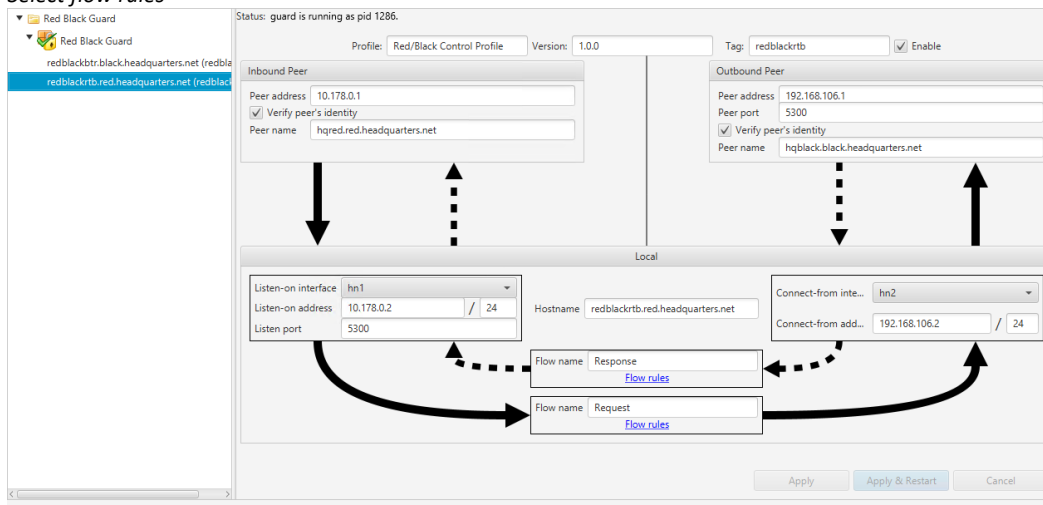 Select flow rules
Red Black Guard
Red Black Guard
redblackbtr.black.headquarters.net (redbla
redblackrtb.red.headquarters.net (redblack
Status: guard is running as pid 1286.
Profile: Red/Black Control Profile Version: 1.0.0 Tag: redblackrtb Enable
Inbound Peer
Peer address 10.178.0.1
Verify peer's identity
Peer name hqred.red.headquarters.net
Outbound Peer
Peer address 192.168.106.1
Peer port 5300
Verify peer's identity
Peer name hqblack.black.headquarters.net
Local
Listen-on interface hn1
Listen-on address 10.178.0.2 / 24
Listen port 5300
Hostname redblackrtb.red.headquarters.net
Connect-from inte... hn2
Connect-from add... 192.168.106.2 / 24
Flow name Response
Flow rules
Flow name Request
Flow rules
Apply Apply & Restart Cancel